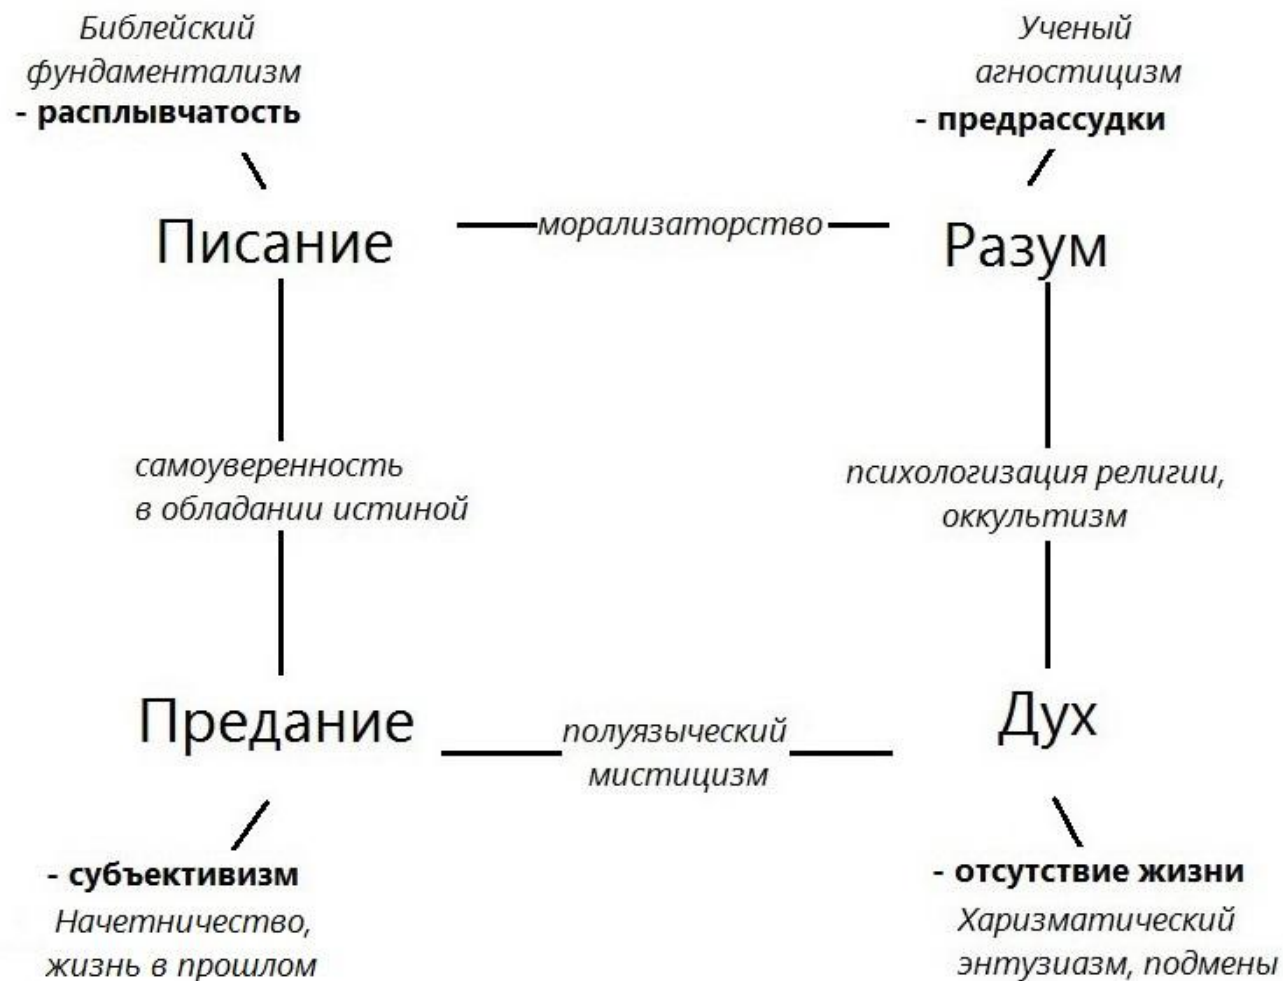 Библейский
фундаментализм
- расплывчатость
Ученый
агностицизм
- предрассудки
Писание
морализаторство
Разум
самоуверенность
в обладании истиной
психологизация религии,
оккультизм
Предание
полуязыческий
мистицизм
Дух
- субъективизм
Начетничество,
жизнь в прошлом
- отсутствие жизни
Харизматический
энтузиазм, подмены